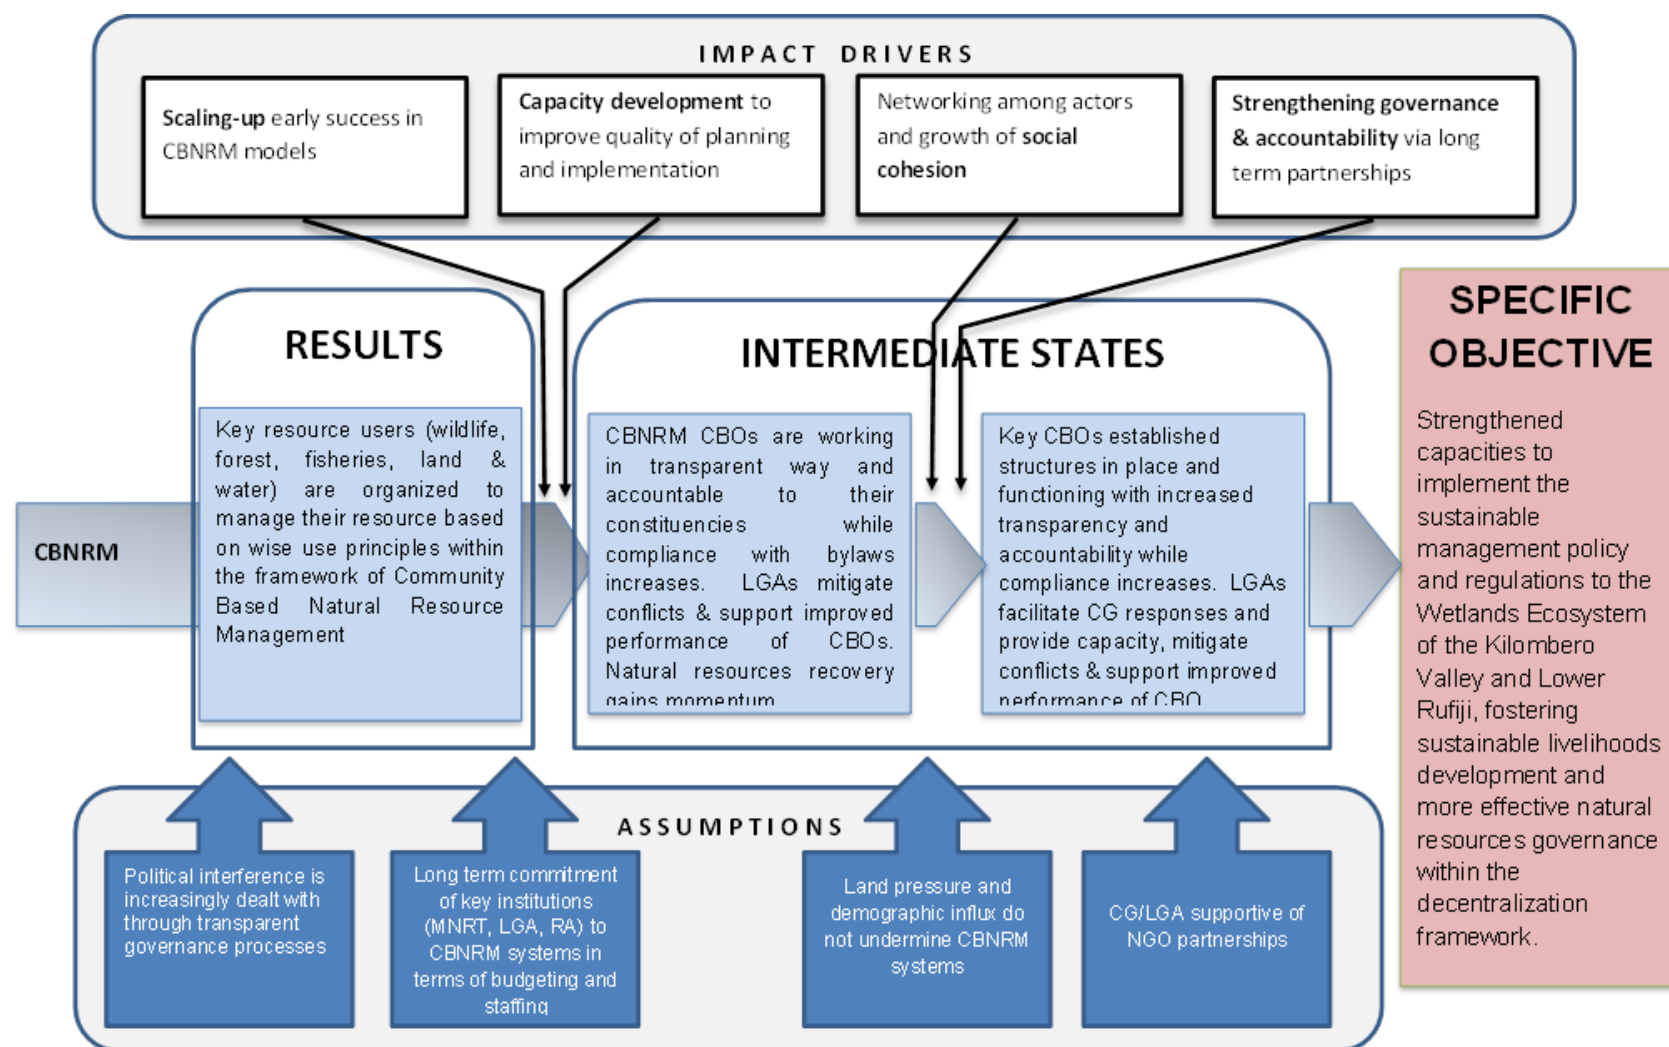 IMPACT DRIVERS
Scaling-up early success in
CBNRM models
Capacity development to
improve quality of planning
and implementation
Networking among actors
and growth of social
cohesion
Strengthening governance
& accountability via long
term partnerships
RESULTS
INTERMEDIATE STATES
SPECIFIC
OBJECTIVE
CBNRM
Key resource users (wildlife,
forest, fisheries, land &
water) are organized to
manage their resource based
on wise use principles within
the framework of Community
Based Natural Resource
Management
CBNRM CBOs are working
in transparent way and
accountable to their
constituencies while
compliance with bylaws
increases. LGAs mitigate
conflicts & support improved
performance of CBOs.
Natural resources recovery
gains momentum
Key CBOs established
structures in place and
functioning with increased
transparency and
accountability while
compliance increases. LGAs
facilitate CG responses and
provide capacity, mitigate
conflicts & support improved
performance of CBO
Strengthened
capacities to
implement the
sustainable
management policy
and regulations to the
Wetlands Ecosystem
of the Kilombero
Valley and Lower
Rufiji, fostering
sustainable livelihoods
development and
more effective natural
resources governance
within the
decentralization
framework.
ASSUMPTIONS
Political interference is
increasingly dealt with
through transparent
governance processes
Long term commitment
of key institutions
(MNRT, LGA, RA) to
CBNRM systems in
terms of budgeting and
staffing
Land pressure and
demographic influx do
not undermine CBNRM
systems
CG/LGA supportive of
NGO partnerships